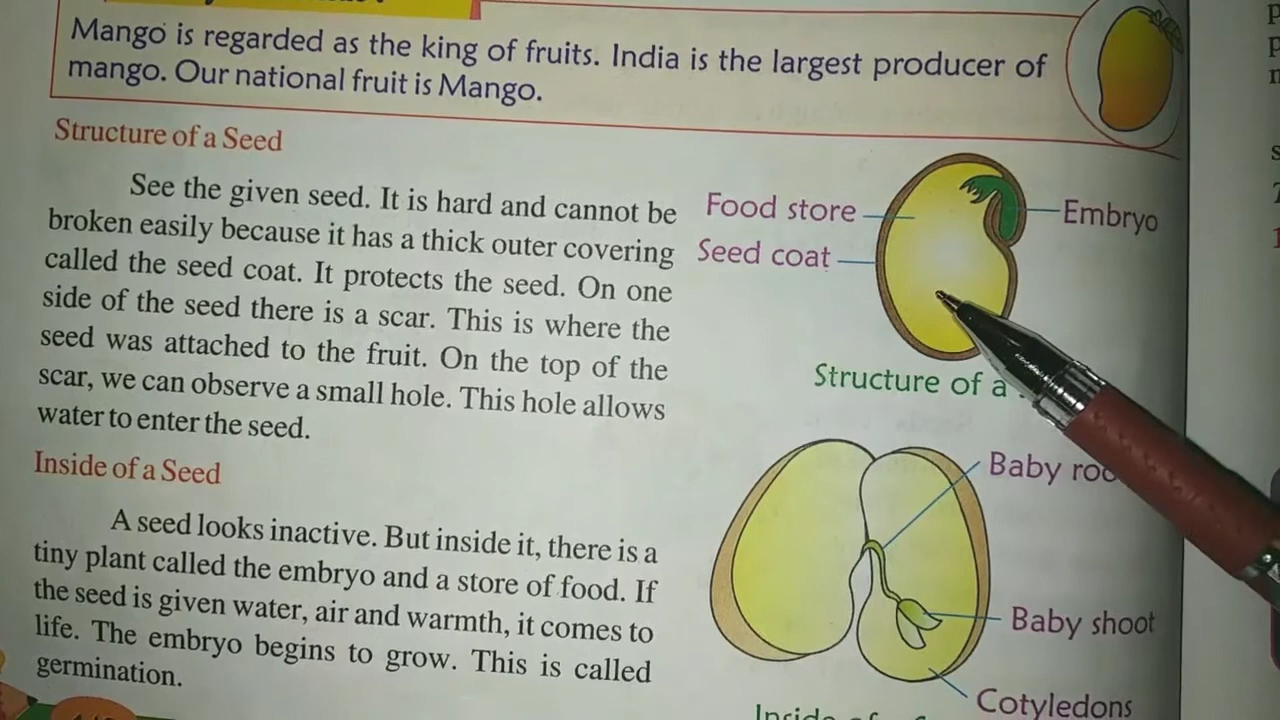 Mango is regarded as the king of fruits. India is the largest producer of
mango. Our national fruit is Mango.
Structure of a Seed
See the given seed. It is hard and cannot be
broken easily because it has a thick outer covering
called the seed coat. It protects the seed. On one
side of the seed there is a scar. This is where the
seed was attached to the fruit. On the top of the
scar, we can observe a small hole. This hole allows
water to enter the seed.
Food store
Seed coat
Embryo
Structure of a
Inside of a Seed
A seed looks inactive. But inside it, there is a
tiny plant called the embryo and a store of food. If
the seed is given water, air and warmth, it comes to
life. The embryo begins to grow. This is called
germination.
Baby
Baby shoot
Cotyledons